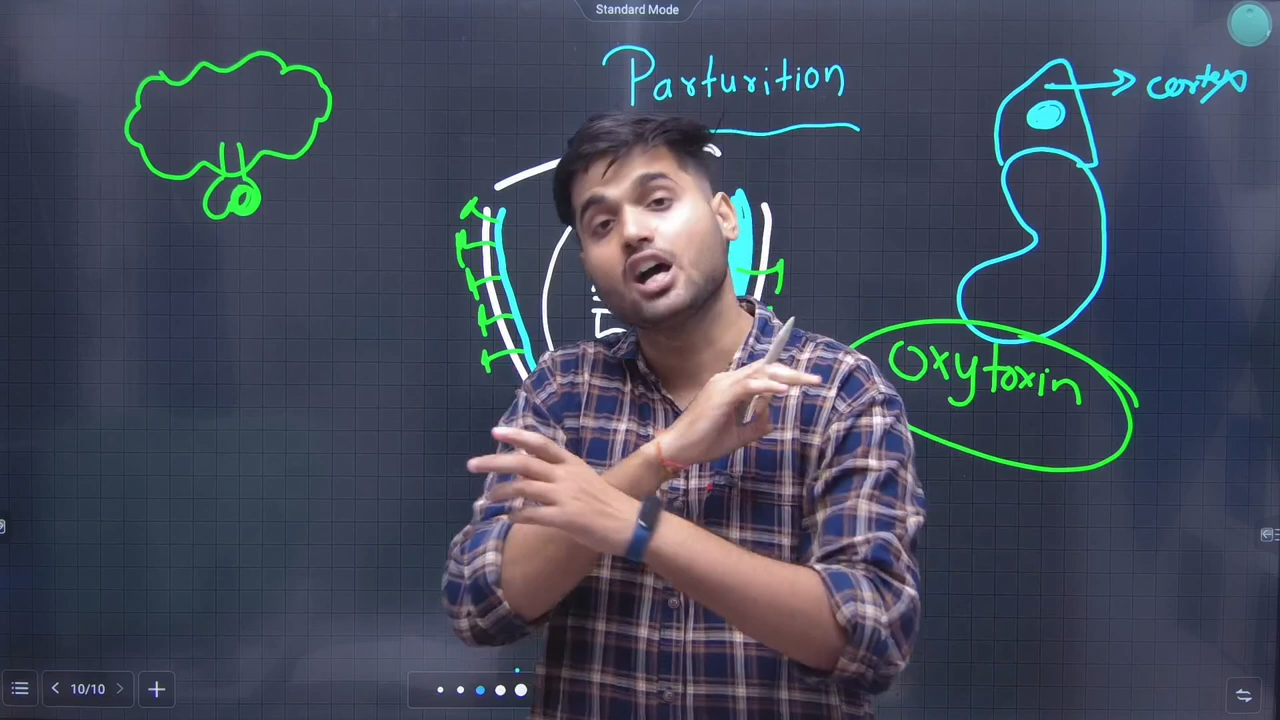 Standard Mode
Parturition
cortex
Oxytoxin
10/10